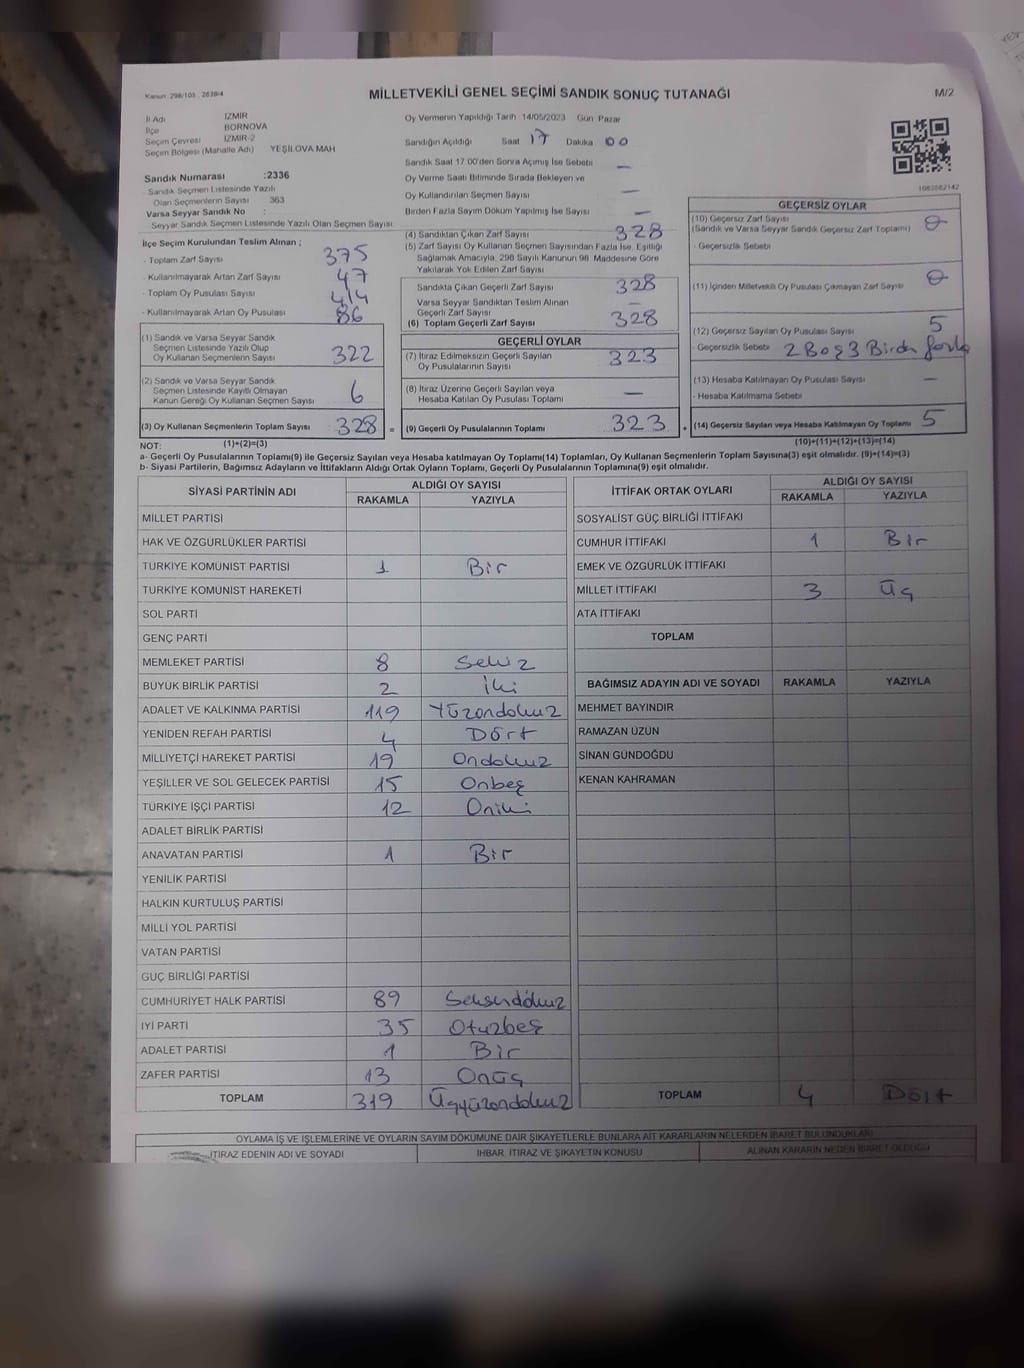 Kanun: 298/105 : 2839/4
MİLLETVEKİLİ GENEL SEÇİMİ SANDIK SONUÇ TUTANAĞI
M/2
İl Adı İZMİR
İlçe BORNOVA
Seçim Çevresi İZMİR-2
Seçim Bölgesi (Mahalle Adı) YEŞİLOVA MAH
Sandık Numarası :2336
Sandık Seçmen Listesinde Yazılı
Olan Seçmenlerin Sayısı 363
Varsa Seyyar Sandık No :
Seyyar Sandık Seçmen Listesinde Yazılı Olan Seçmen Sayısı
İlçe Seçim Kurulundan Teslim Alınan ;
- Toplam Zarf Sayısı 375
- Kullanılmayarak Artan Zarf Sayısı 47
- Toplam Oy Pusulası Sayısı 414
- Kullanılmayarak Artan Oy Pusulası 86
(1) Sandık ve Varsa Seyyar Sandık
Seçmen Listesinde Yazılı Olup
Oy Kullanan Seçmenlerin Sayısı 322
(2) Sandık ve Varsa Seyyar Sandık
Seçmen Listesinde Kayıtlı Olmayan
Kanun Gereği Oy Kullanan Seçmen Sayısı 6
(3) Oy Kullanan Seçmenlerin Toplam Sayısı 328 =
Oy Vermenin Yapıldığı Tarih 14/05/2023 Gün Pazar
Sandığın Açıldığı Saat 17 Dakika 00
Sandık Saat 17:00'den Sonra Açılmış İse Sebebi —
Oy Verme Saati Bitiminde Sırada Bekleyen ve
Oy Kullandırılan Seçmen Sayısı —
Birden Fazla Sayım Döküm Yapılmış İse Sayısı —
(4) Sandıktan Çıkan Zarf Sayısı 328
(5) Zarf Sayısı Oy Kullanan Seçmen Sayısından Fazla İse, Eşitliği
Sağlamak Amacıyla, 298 Sayılı Kanunun 98. Maddesine Göre
Yakılarak Yok Edilen Zarf Sayısı
Sandıkta Çıkan Geçerli Zarf Sayısı 328
Varsa Seyyar Sandıktan Teslim Alınan
Geçerli Zarf Sayısı —
(6) Toplam Geçerli Zarf Sayısı 328
GEÇERLİ OYLAR
(7) İtiraz Edilmeksizin Geçerli Sayılan
Oy Pusulalarının Sayısı 323
(8) İtiraz Üzerine Geçerli Sayılan veya
Hesaba Katılan Oy Pusulası Toplamı —
(9) Geçerli Oy Pusulalarının Toplamı 323 +
1083882142
GEÇERSİZ OYLAR
(10) Geçersiz Zarf Sayısı 0
(Sandık ve Varsa Seyyar Sandık Geçersiz Zarf Toplamı)
- Geçersizlik Sebebi
(11) İçinden Milletvekili Oy Pusulası Çıkmayan Zarf Sayısı 0
(12) Geçersiz Sayılan Oy Pusulası Sayısı 5
- Geçersizlik Sebebi 2 Boş 3 Birden fazla
(13) Hesaba Katılmayan Oy Pusulası Sayısı —
- Hesaba Katılmama Sebebi
(14) Geçersiz Sayılan veya Hesaba Katılmayan Oy Toplamı 5
NOT: (1)+(2)=(3)
(10)+(11)+(12)+(13)=(14)
a- Geçerli Oy Pusulalarının Toplamı(9) ile Geçersiz Sayılan veya Hesaba katılmayan Oy Toplamı(14) Toplamları, Oy Kullanan Seçmenlerin Toplam Sayısına(3) eşit olmalıdır. (9)+(14)=(3)
b- Siyasi Partilerin, Bağımsız Adayların ve İttifakların Aldığı Ortak Oyların Toplamı, Geçerli Oy Pusulalarının Toplamına(9) eşit olmalıdır.
SİYASİ PARTİNİN ADI ALDIĞI OY SAYISI
RAKAMLA YAZIYLA
MİLLET PARTİSİ
HAK VE ÖZGÜRLÜKLER PARTİSİ
TÜRKİYE KOMÜNİST PARTİSİ 1 Bir
TÜRKİYE KOMÜNİST HAREKETİ
SOL PARTİ
GENÇ PARTİ
MEMLEKET PARTİSİ 8 Sekiz
BÜYÜK BİRLİK PARTİSİ 2 İki
ADALET VE KALKINMA PARTİSİ 119 Yüzondokuz
YENİDEN REFAH PARTİSİ 4 Dört
MİLLİYETÇİ HAREKET PARTİSİ 19 Ondokuz
YEŞİLLER VE SOL GELECEK PARTİSİ 15 Onbeş
TÜRKİYE İŞÇİ PARTİSİ 12 Oniki
ADALET BİRLİK PARTİSİ
ANAVATAN PARTİSİ 1 Bir
YENİLİK PARTİSİ
HALKIN KURTULUŞ PARTİSİ
MİLLİ YOL PARTİSİ
VATAN PARTİSİ
GÜÇ BİRLİĞİ PARTİSİ
CUMHURİYET HALK PARTİSİ 89 Seksendokuz
İYİ PARTİ 35 Otuzbeş
ADALET PARTİSİ 1 Bir
ZAFER PARTİSİ 13 Onüç
TOPLAM 319 Üçyüzondokuz
İTTİFAK ORTAK OYLARI ALDIĞI OY SAYISI
RAKAMLA YAZIYLA
SOSYALİST GÜÇ BİRLİĞİ İTTİFAKI
CUMHUR İTTİFAKI 1 Bir
EMEK VE ÖZGÜRLÜK İTTİFAKI
MİLLET İTTİFAKI 3 Üç
ATA İTTİFAKI
TOPLAM
BAĞIMSIZ ADAYIN ADI VE SOYADI RAKAMLA YAZIYLA
MEHMET BAYINDIR
RAMAZAN UZUN
SİNAN GÜNDOĞDU
KENAN KAHRAMAN
TOPLAM 4 Dört
OYLAMA İŞ VE İŞLEMLERİNE VE OYLARIN SAYIM DÖKÜMÜNE DAİR ŞİKAYETLERLE BUNLARA AİT KARARLARIN NELERDEN İBARET BULUNDUKLARI
İTİRAZ EDENİN ADI VE SOYADI İHBAR, İTİRAZ VE ŞİKAYETİN KONUSU ALINAN KARARIN NEDEN İBARET OLDUĞU